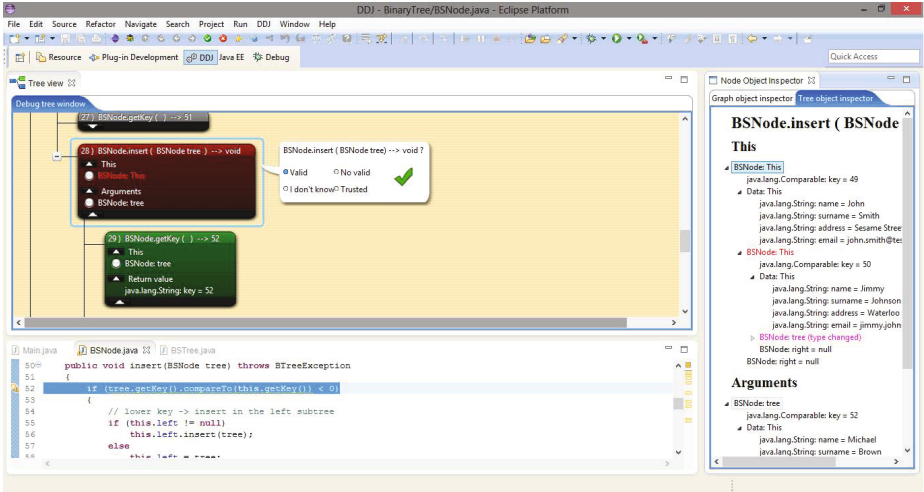 DDJ - BinaryTree/BSNode.java - Eclipse Platform
File Edit Source Refactor Navigate Search Project Run DDJ Window Help
Resource Plug-in Development DDJ Java EE Debug
Quick Access
Tree view
Debug tree window
27 ) BSNode.getKey ( ) --> 51
28 ) BSNode.insert ( BSNode tree ) --> void
This
BSNode: This
Arguments
BSNode: tree
BSNode.insert ( BSNode tree) --> void ?
Valid No valid
I don't know Trusted
29 ) BSNode.getKey ( ) --> 52
This
BSNode: tree
Return value
java.lang.String: key = 52
Main.java BSNode.java BSTree.java
50 public void insert(BSNode tree) throws BTreeException
51 {
52 if (tree.getKey().compareTo(this.getKey()) < 0)
53 {
54 // lower key -> insert in the left subtree
55 if (this.left != null)
56 this.left.insert(tree);
57 else
58 this.left = tree;
Node Object Inspector
Graph object inspector Tree object inspector
BSNode.insert ( BSNode
This
BSNode: This
java.lang.Comparable: key = 49
Data: This
java.lang.String: name = John
java.lang.String: surname = Smith
java.lang.String: address = Sesame Stree
java.lang.String: email = john.smith@tes
BSNode: This
java.lang.Comparable: key = 50
Data: This
java.lang.String: name = Jimmy
java.lang.String: surname = Johnson
java.lang.String: address = Waterloo
java.lang.String: email = jimmy.john
BSNode: tree (type changed)
BSNode: right = null
BSNode: right = null
Arguments
BSNode: tree
java.lang.Comparable: key = 52
Data: This
java.lang.String: name = Michael
java.lang.String: surname = Brown